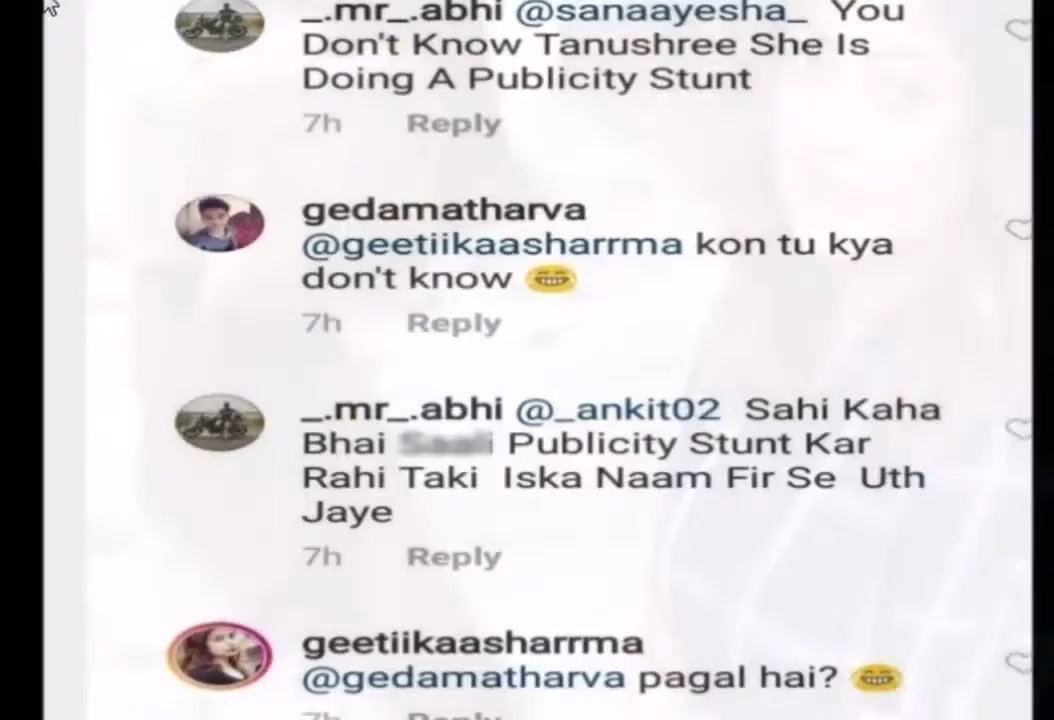 _.mr_.abhi @sanaayesha_ You
Don't Know Tanushree She Is
Doing A Publicity Stunt
7h Reply
gedamatharva
@geetiikaasharrma kon tu kya
don't know 😁
7h Reply
_.mr_.abhi @_ankit02 Sahi Kaha
Bhai Publicity Stunt Kar
Rahi Taki Iska Naam Fir Se Uth
Jaye
7h Reply
geetiikaasharrma
@gedamatharva pagal hai? 😁
7h Reply